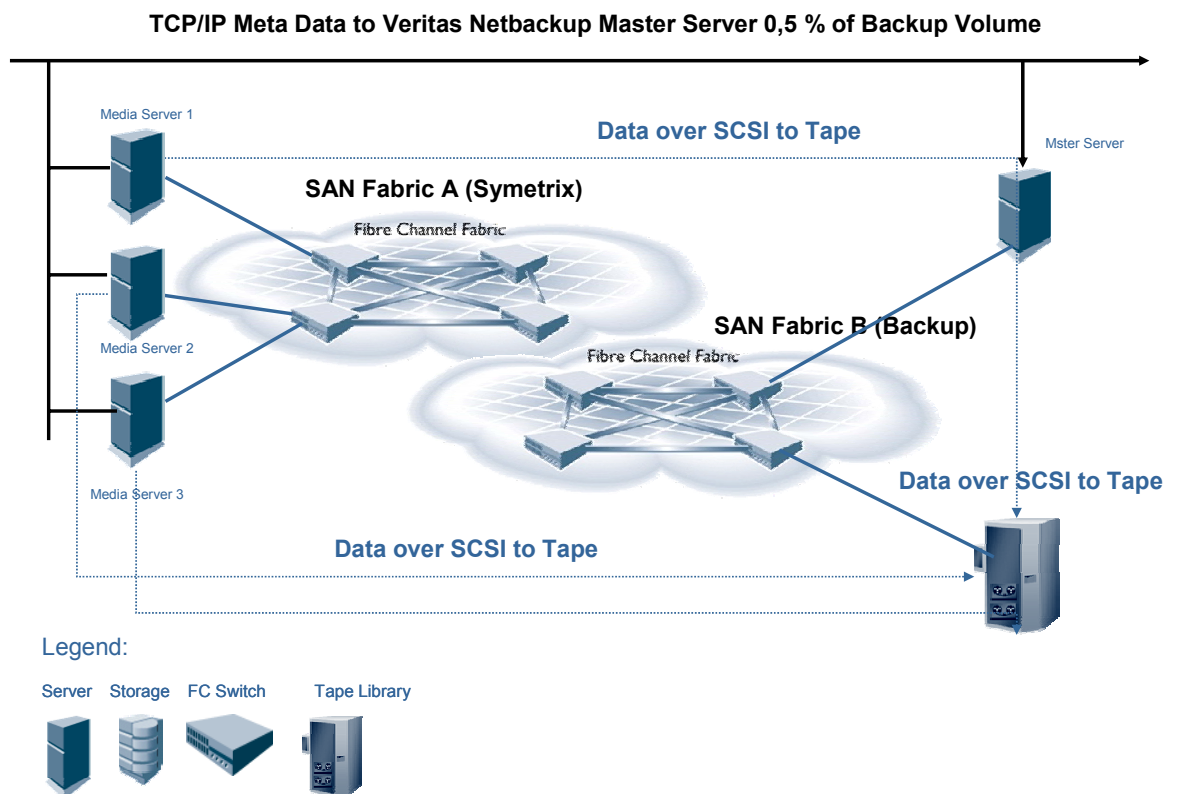 TCP/IP Meta Data to Veritas Netbackup Master Server 0,5 % of Backup Volume
Media Server 1
Data over SCSI to Tape
Mster Server
SAN Fabric A (Symetrix)
Fibre Channel Fabric
SAN Fabric B (Backup)
Media Server 2
Fibre Channel Fabric
Data over SCSI to Tape
Media Server 3
Data over SCSI to Tape
Legend:
Server Storage FC Switch Tape Library